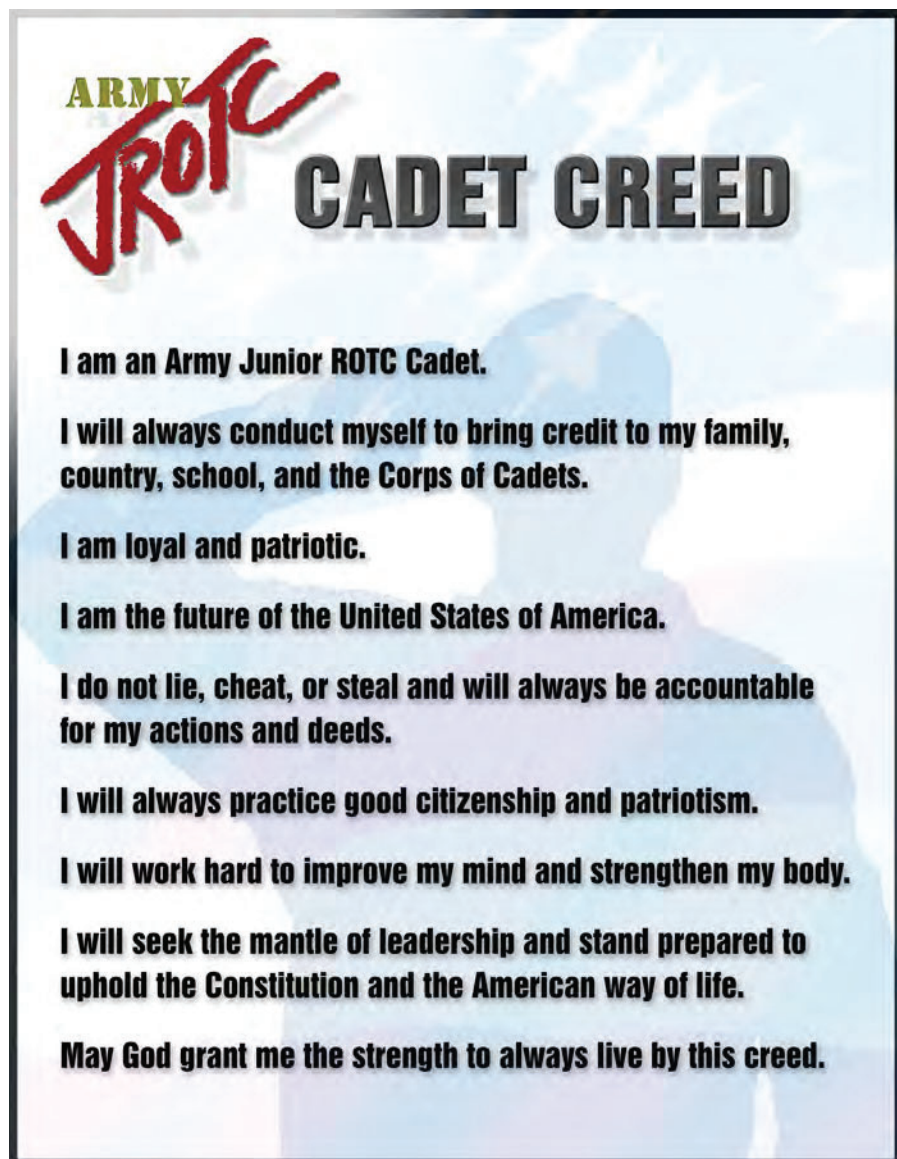 ARMY
JROTC
CADET CREED
I am an Army Junior ROTC Cadet.
I will always conduct myself to bring credit to my family,
country, school, and the Corps of Cadets.
I am loyal and patriotic.
I am the future of the United States of America.
I do not lie, cheat, or steal and will always be accountable
for my actions and deeds.
I will always practice good citizenship and patriotism.
I will work hard to improve my mind and strengthen my body.
I will seek the mantle of leadership and stand prepared to
uphold the Constitution and the American way of life.
May God grant me the strength to always live by this creed.